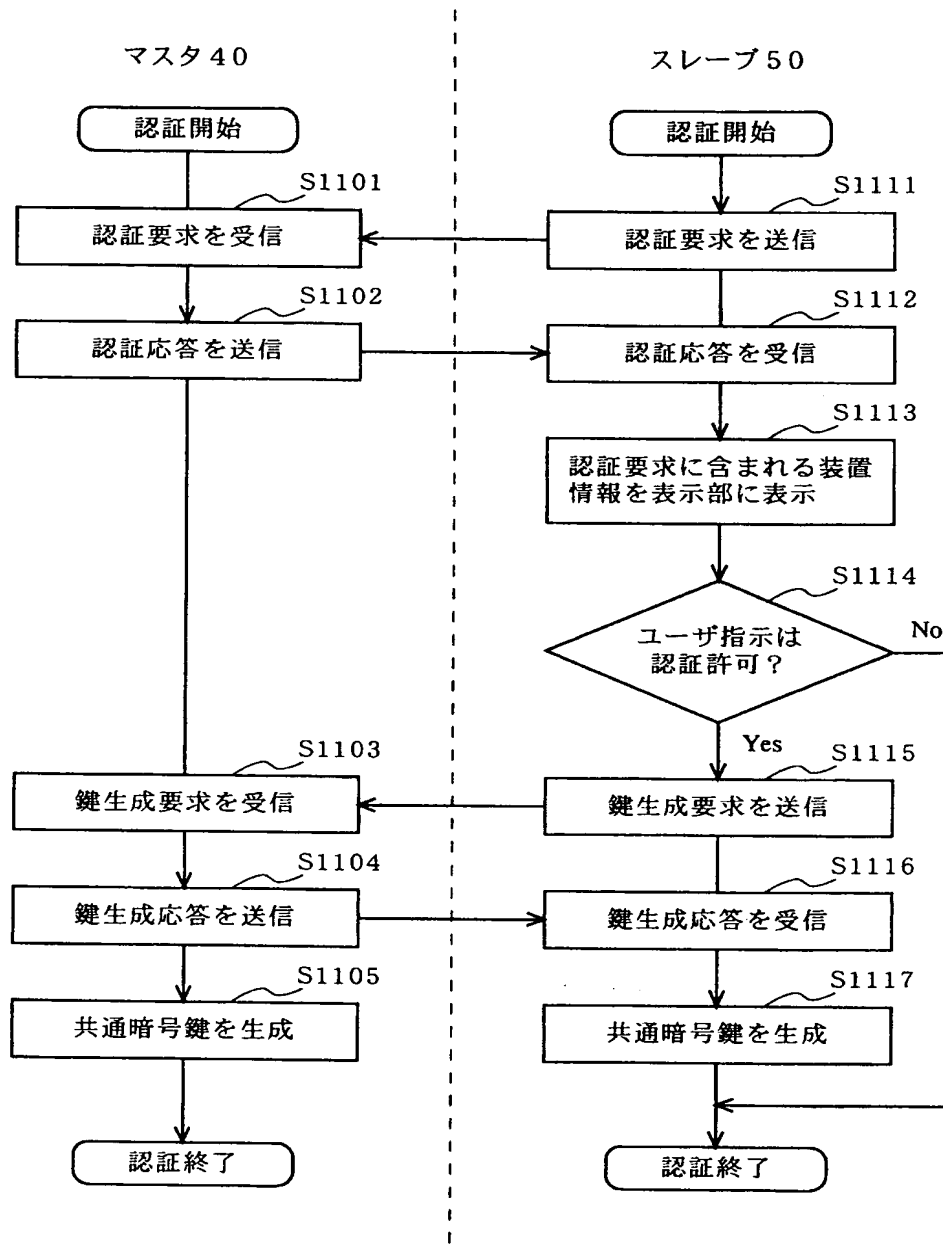 マスタ40
スレーブ50
認証開始
認証開始
S1101
S1111
認証要求を受信
認証要求を送信
S1102
S1112
認証応答を送信
認証応答を受信
S1113
認証要求に含まれる装置
情報を表示部に表示
S1114
ユーザ指示は
認証許可?
No
Yes
S1103
S1115
鍵生成要求を受信
鍵生成要求を送信
S1104
S1116
鍵生成応答を送信
鍵生成応答を受信
S1105
S1117
共通暗号鍵を生成
共通暗号鍵を生成
認証終了
認証終了